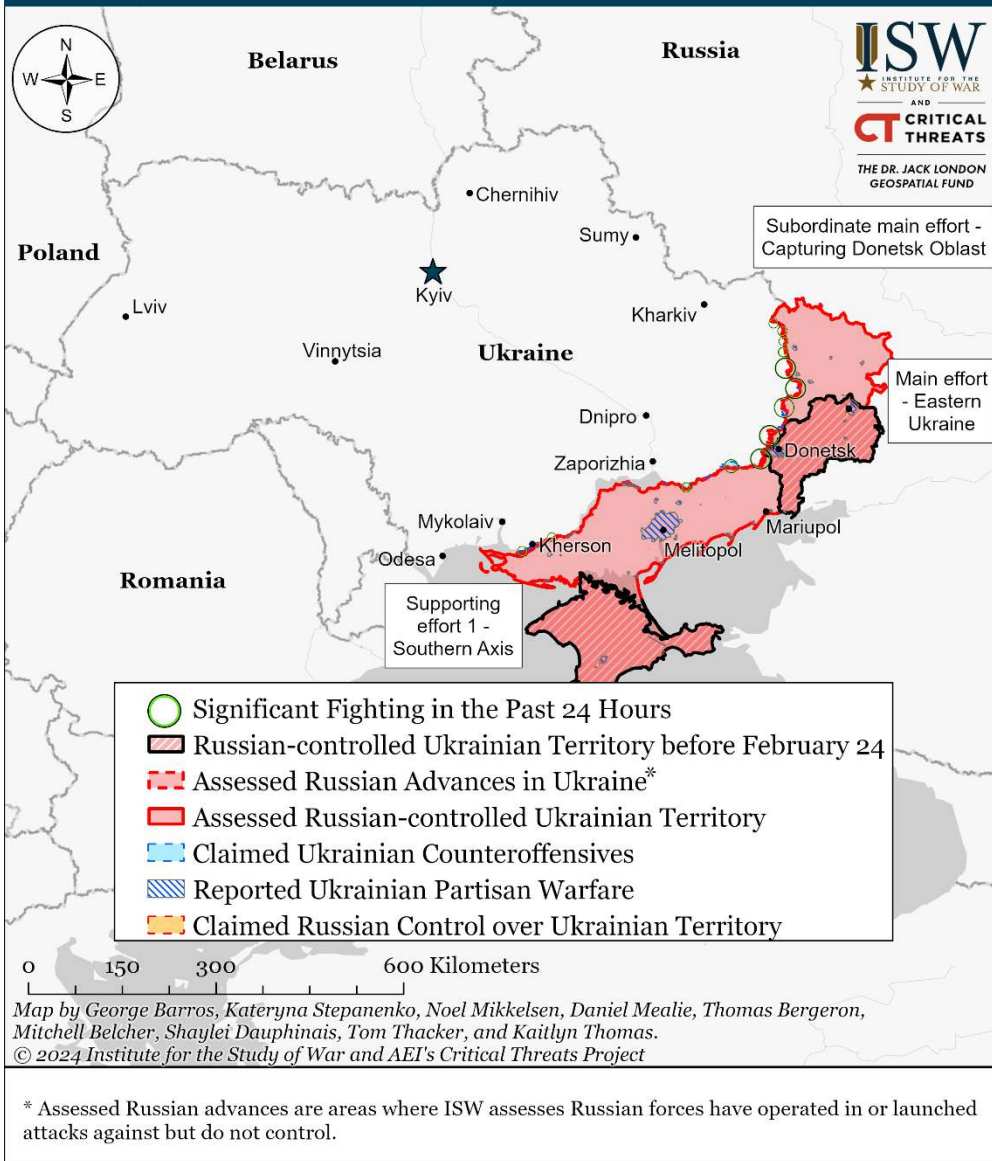 N
W E
S
Belarus
Russia
ISW
INSTITUTE FOR THE
STUDY OF WAR
AND
CT CRITICAL
THREATS
THE DR. JACK LONDON
GEOSPATIAL FUND
Chernihiv
Sumy
Subordinate main effort -
Capturing Donetsk Oblast
Poland
Kyiv
Lviv
Kharkiv
Vinnytsia
Ukraine
Main effort
- Eastern
Ukraine
Dnipro
Donetsk
Zaporizhia
Mykolaiv
Mariupol
Kherson
Melitopol
Odesa
Romania
Supporting
effort 1 -
Southern Axis
Significant Fighting in the Past 24 Hours
Russian-controlled Ukrainian Territory before February 24
Assessed Russian Advances in Ukraine*
Assessed Russian-controlled Ukrainian Territory
Claimed Ukrainian Counteroffensives
Reported Ukrainian Partisan Warfare
Claimed Russian Control over Ukrainian Territory
0 150 300 600 Kilometers
Map by George Barros, Kateryna Stepanenko, Noel Mikkelsen, Daniel Mealie, Thomas Bergeron,
Mitchell Belcher, Shaylei Dauphinais, Tom Thacker, and Kaitlyn Thomas.
© 2024 Institute for the Study of War and AEI's Critical Threats Project
* Assessed Russian advances are areas where ISW assesses Russian forces have operated in or launched
attacks against but do not control.